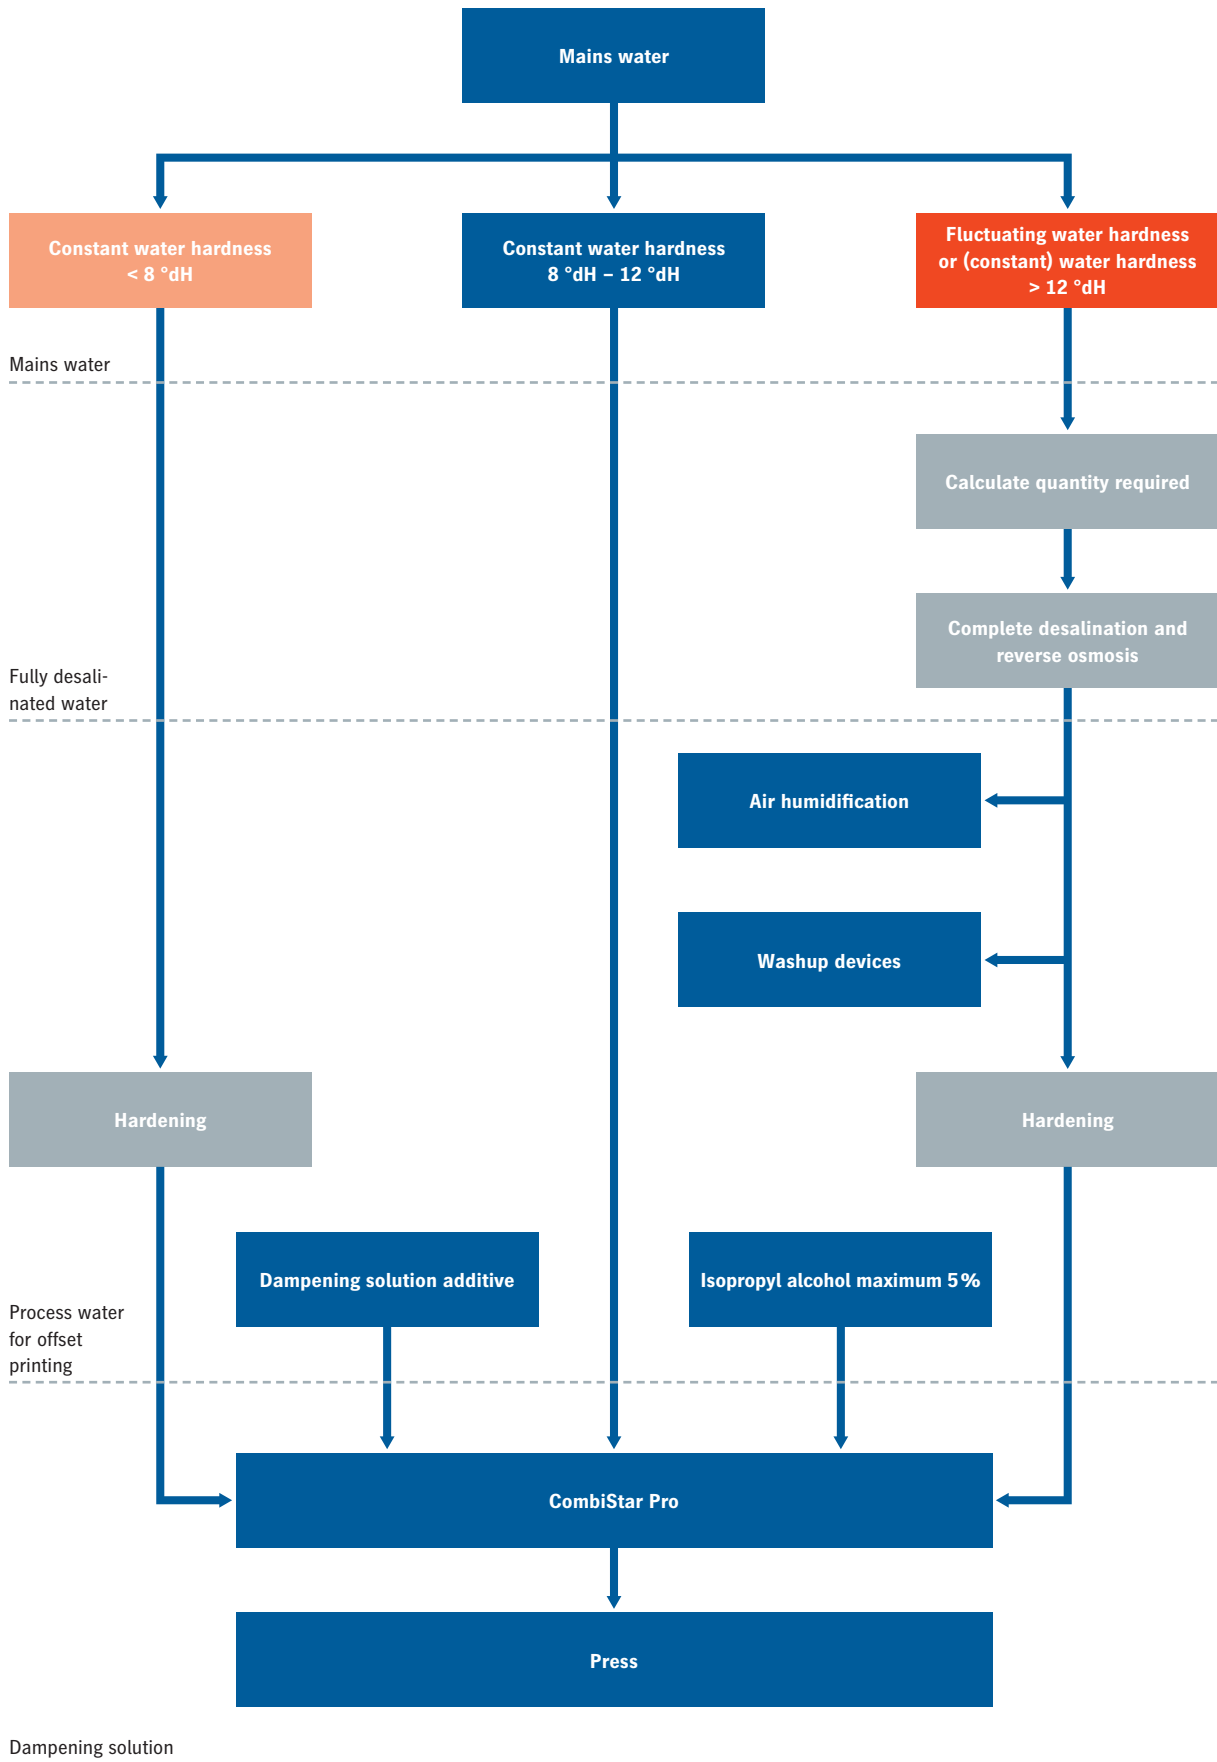 Mains water
Constant water hardness
< 8 °dH
Constant water hardness
8 °dH – 12 °dH
Fluctuating water hardness
or (constant) water hardness
> 12 °dH
Mains water
Calculate quantity required
Complete desalination and
reverse osmosis
Fully desali-
nated water
Air humidification
Washup devices
Hardening
Hardening
Dampening solution additive
Isopropyl alcohol maximum 5%
Process water
for offset
printing
CombiStar Pro
Press
Dampening solution